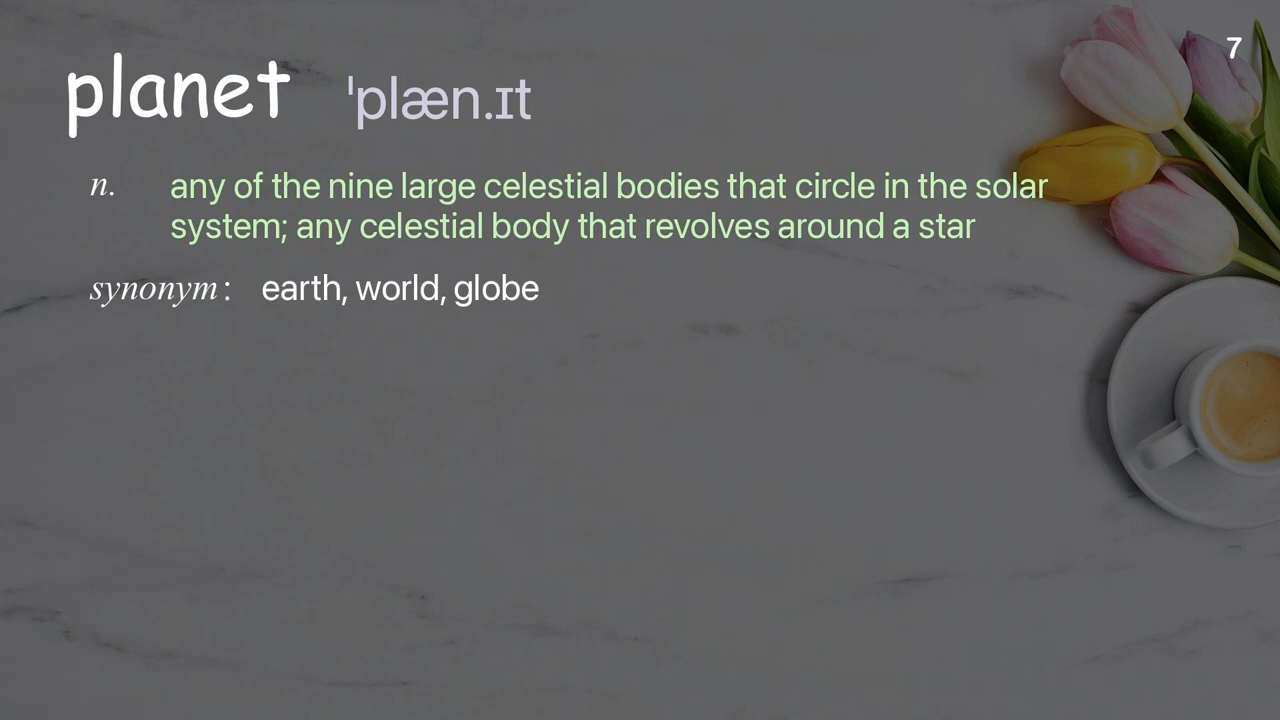 7
planet ˈplæn.ɪt
n. any of the nine large celestial bodies that circle in the solar
system; any celestial body that revolves around a star
synonym: earth, world, globe